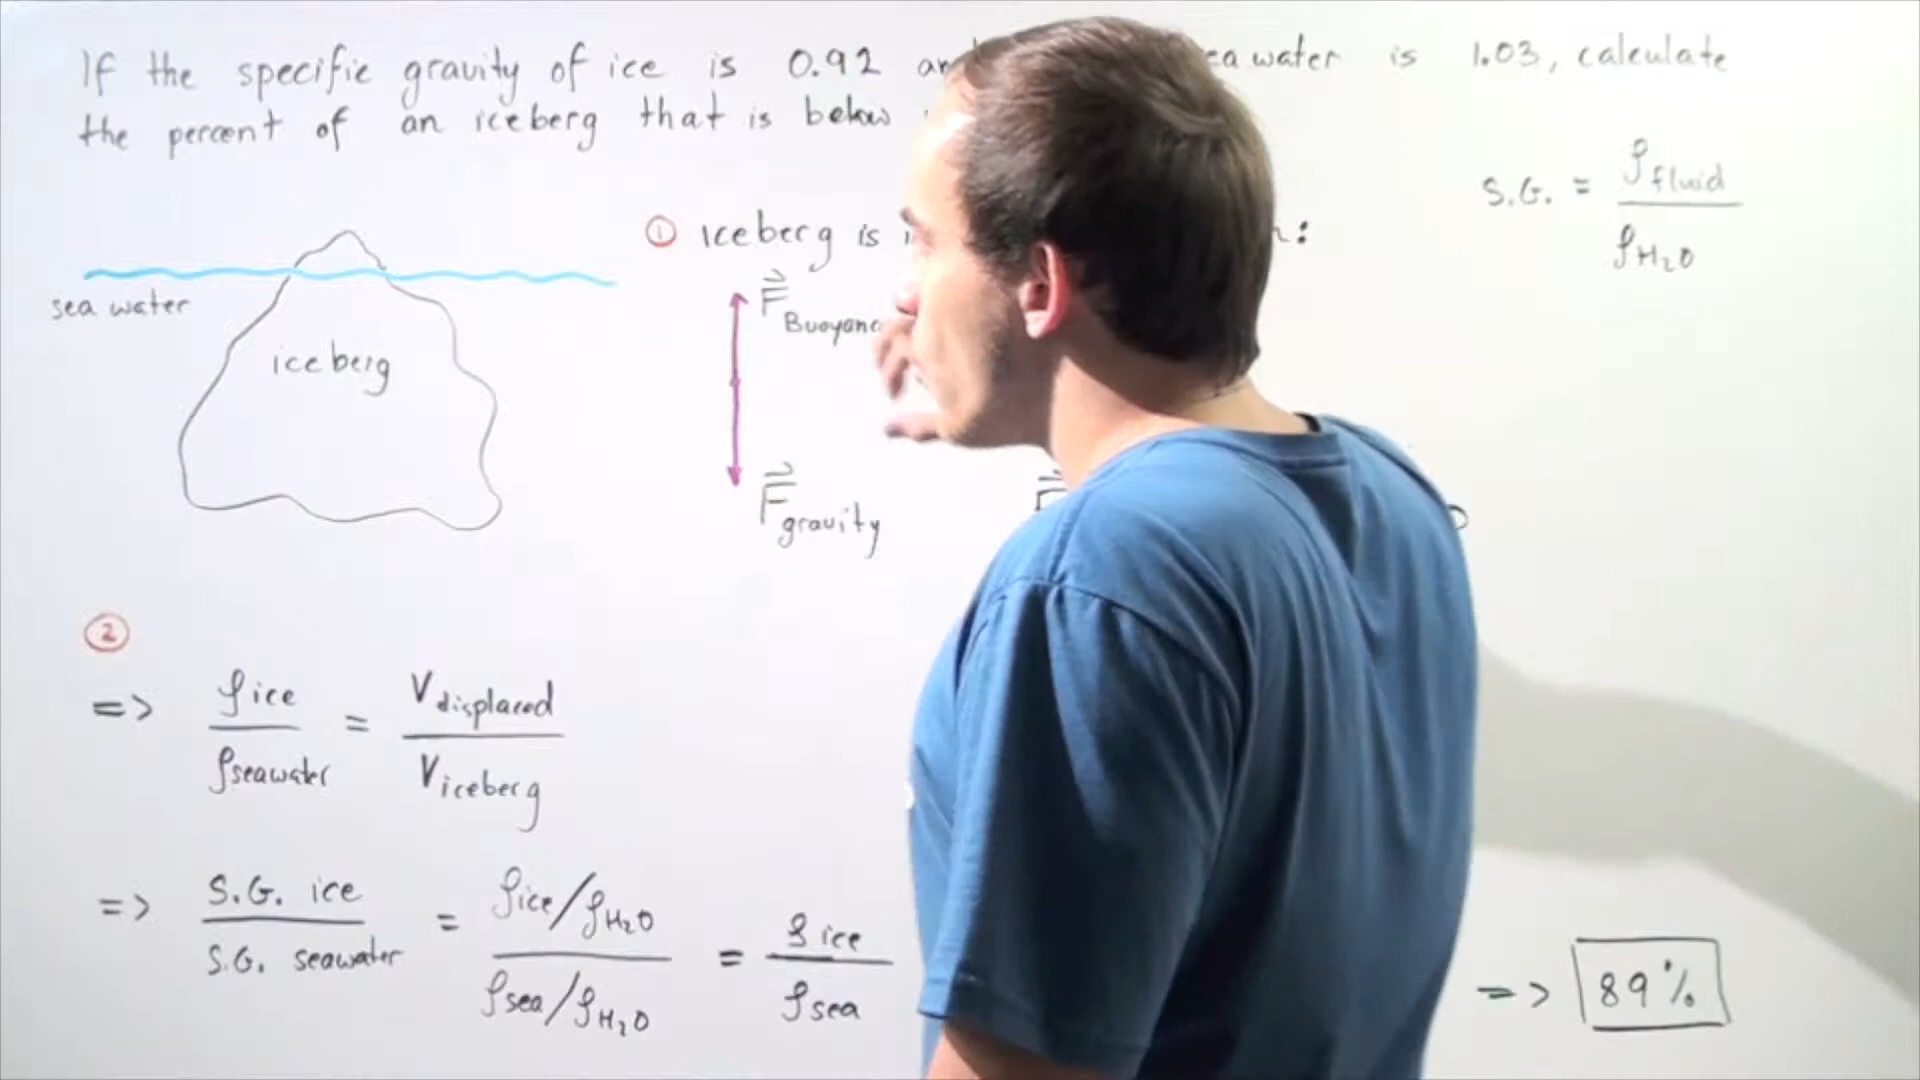 If the specific gravity of ice is 0.92 sea water is 1.03, calculate
the percent of an iceberg that is below
S.G. = ρfluid / ρH₂O
① iceberg is
sea water
iceberg
F Buoyanc
F gravity
②
=> ρice / ρseawater = Vdisplaced / Viceberg
=> S.G. ice / S.G. seawater = ρice/ρH₂O / ρsea/ρH₂O = ρice / ρsea
=> 89%